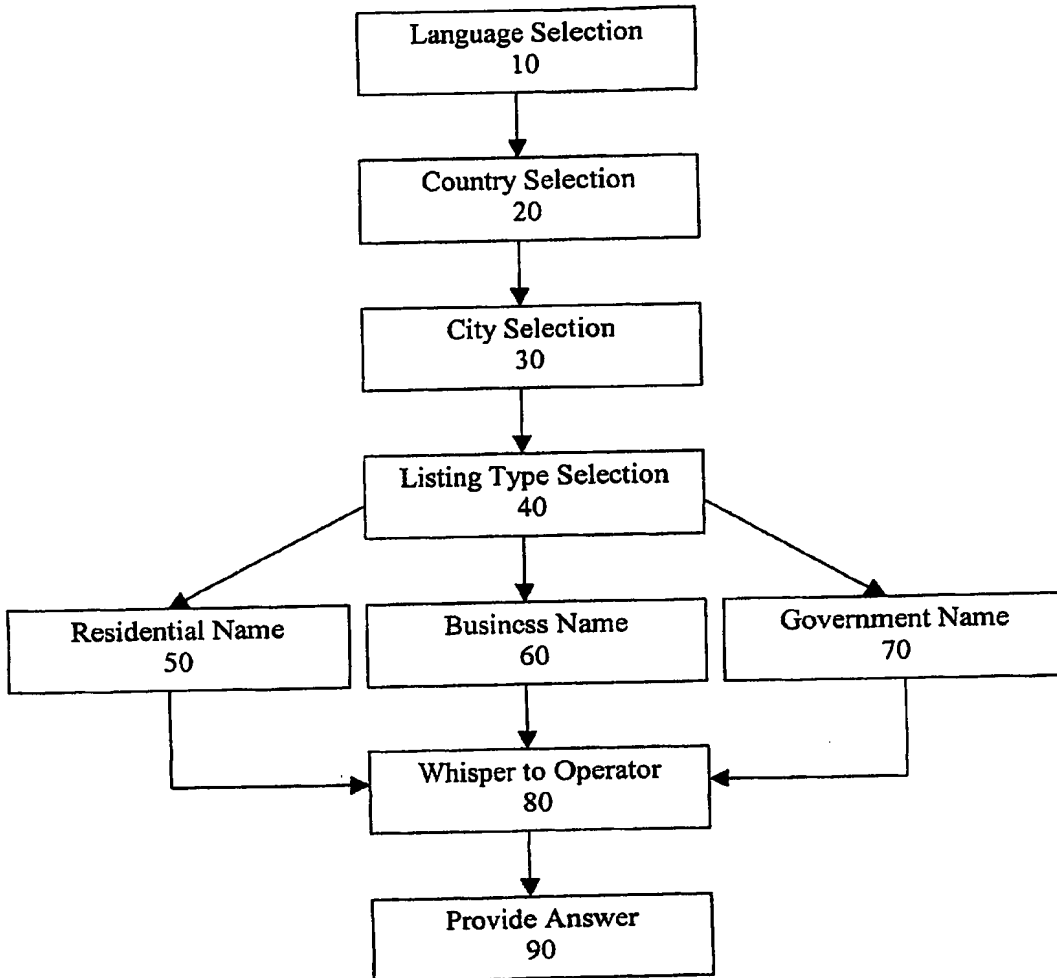 Language Selection
10
Country Selection
20
City Selection
30
Listing Type Selection
40
Residential Name
50
Business Name
60
Government Name
70
Whisper to Operator
80
Provide Answer
90